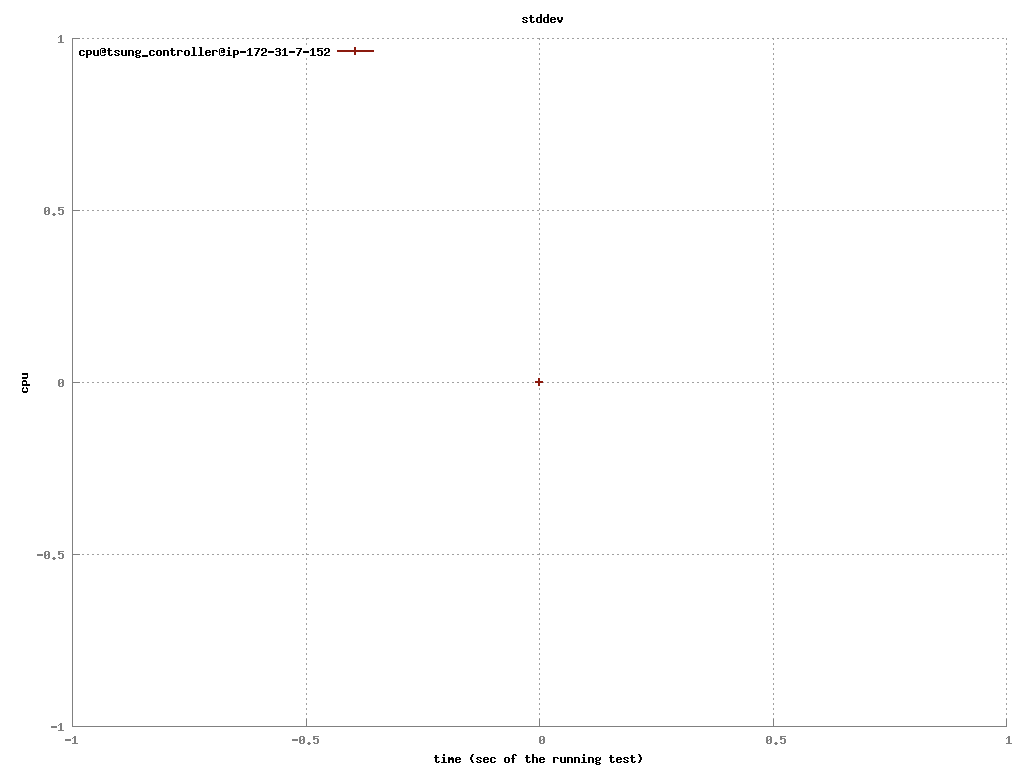 stddev
1
cpu@tsung_controller@ip-172-31-7-152
0.5
cpu
0
-0.5
-1
-1 -0.5 0 0.5 1
time (sec of the running test)